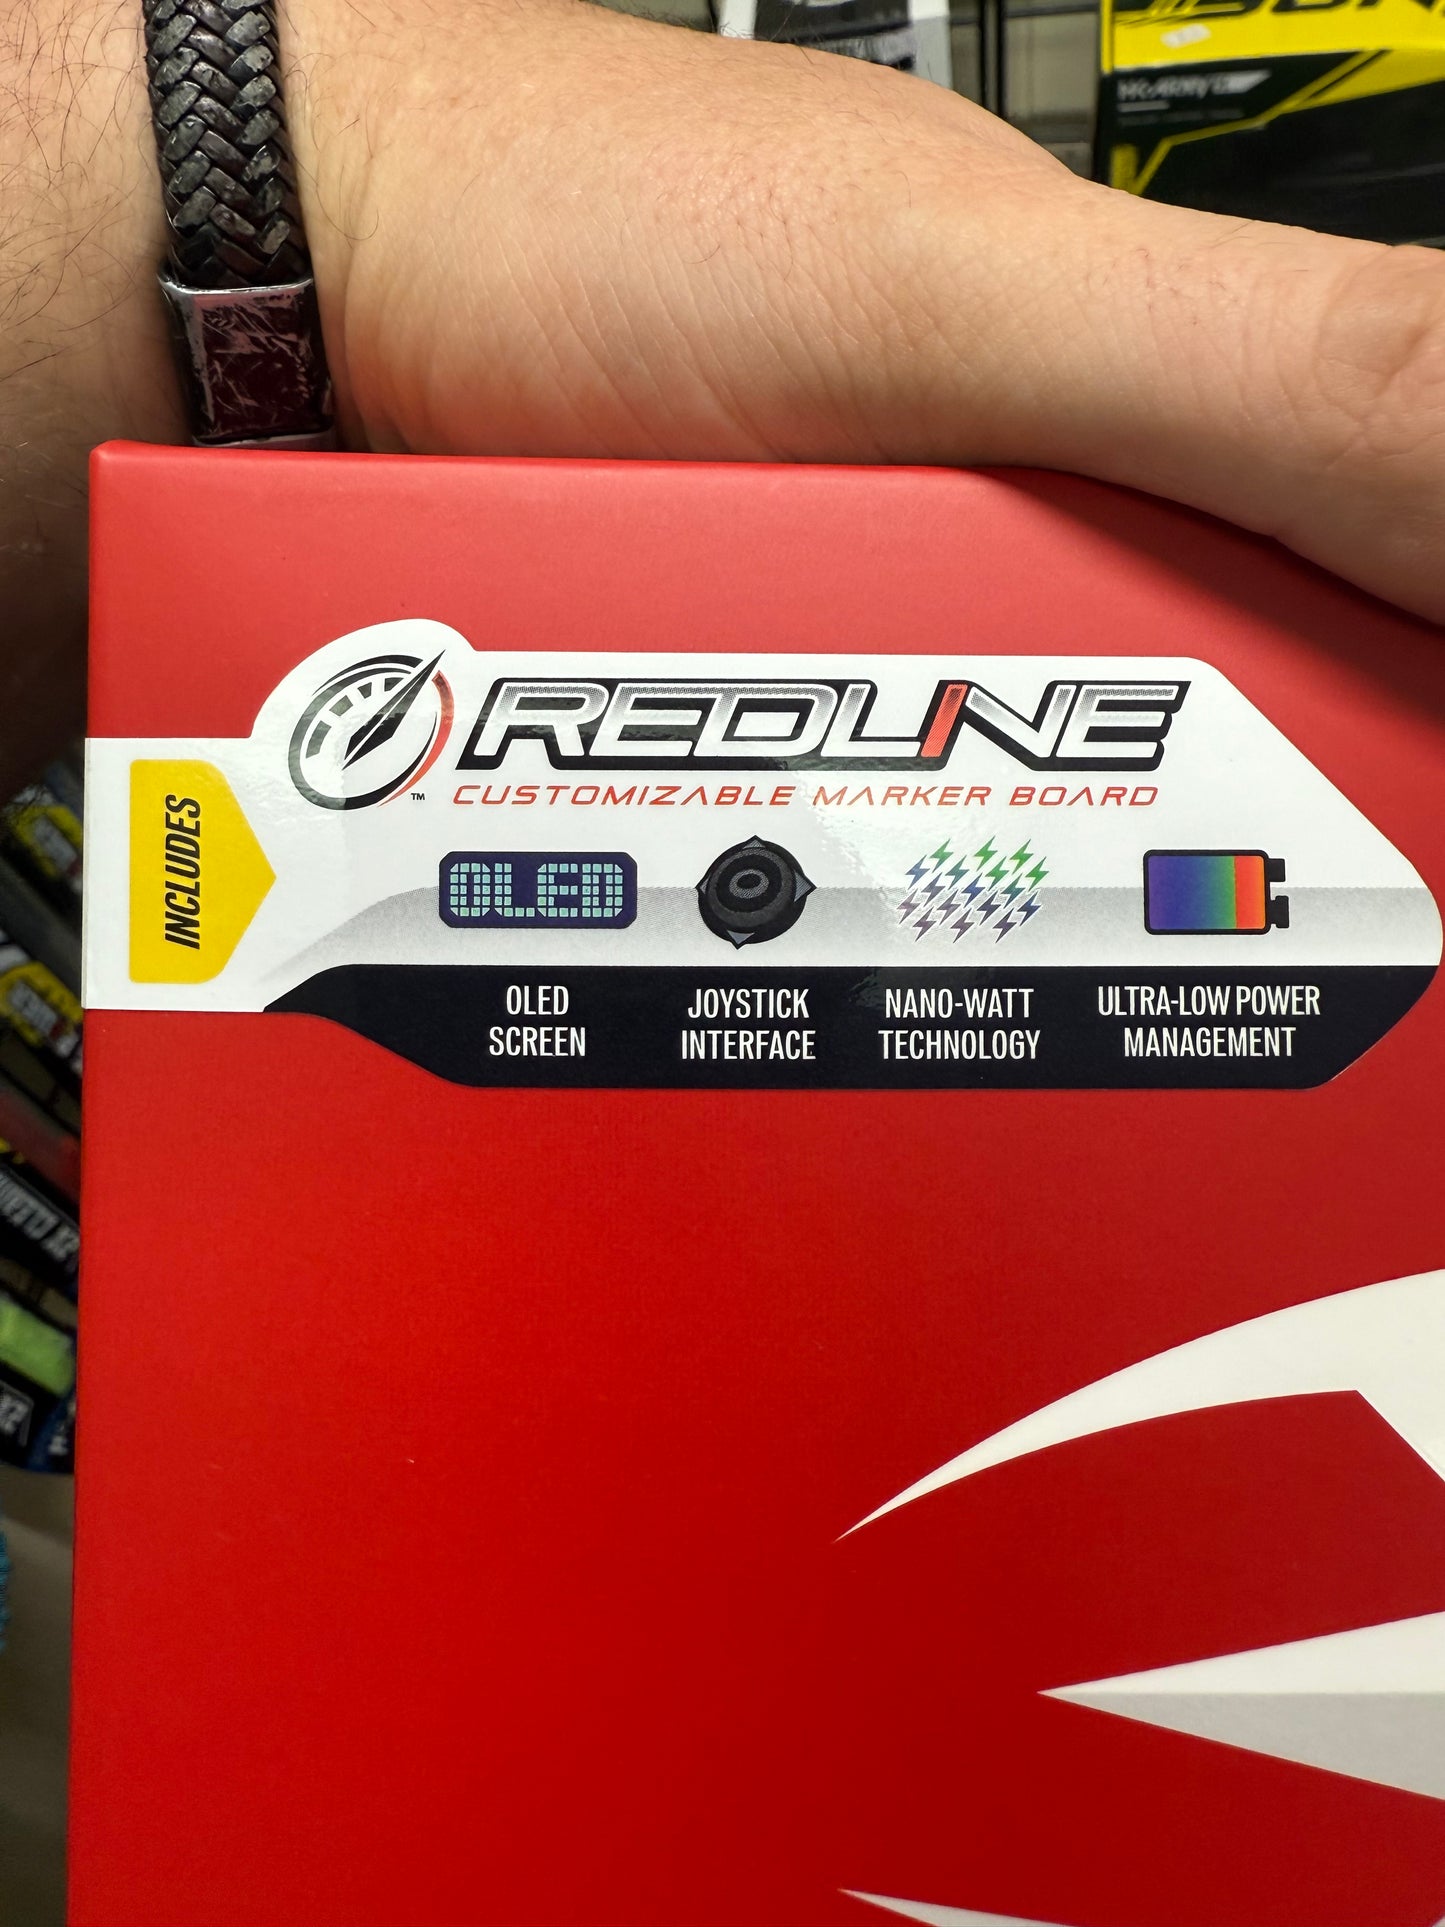 REDLINE
™
CUSTOMIZABLE MARKER BOARD
INCLUDES
OLED
OLED
SCREEN
JOYSTICK
INTERFACE
NANO-WATT
TECHNOLOGY
ULTRA-LOW POWER
MANAGEMENT